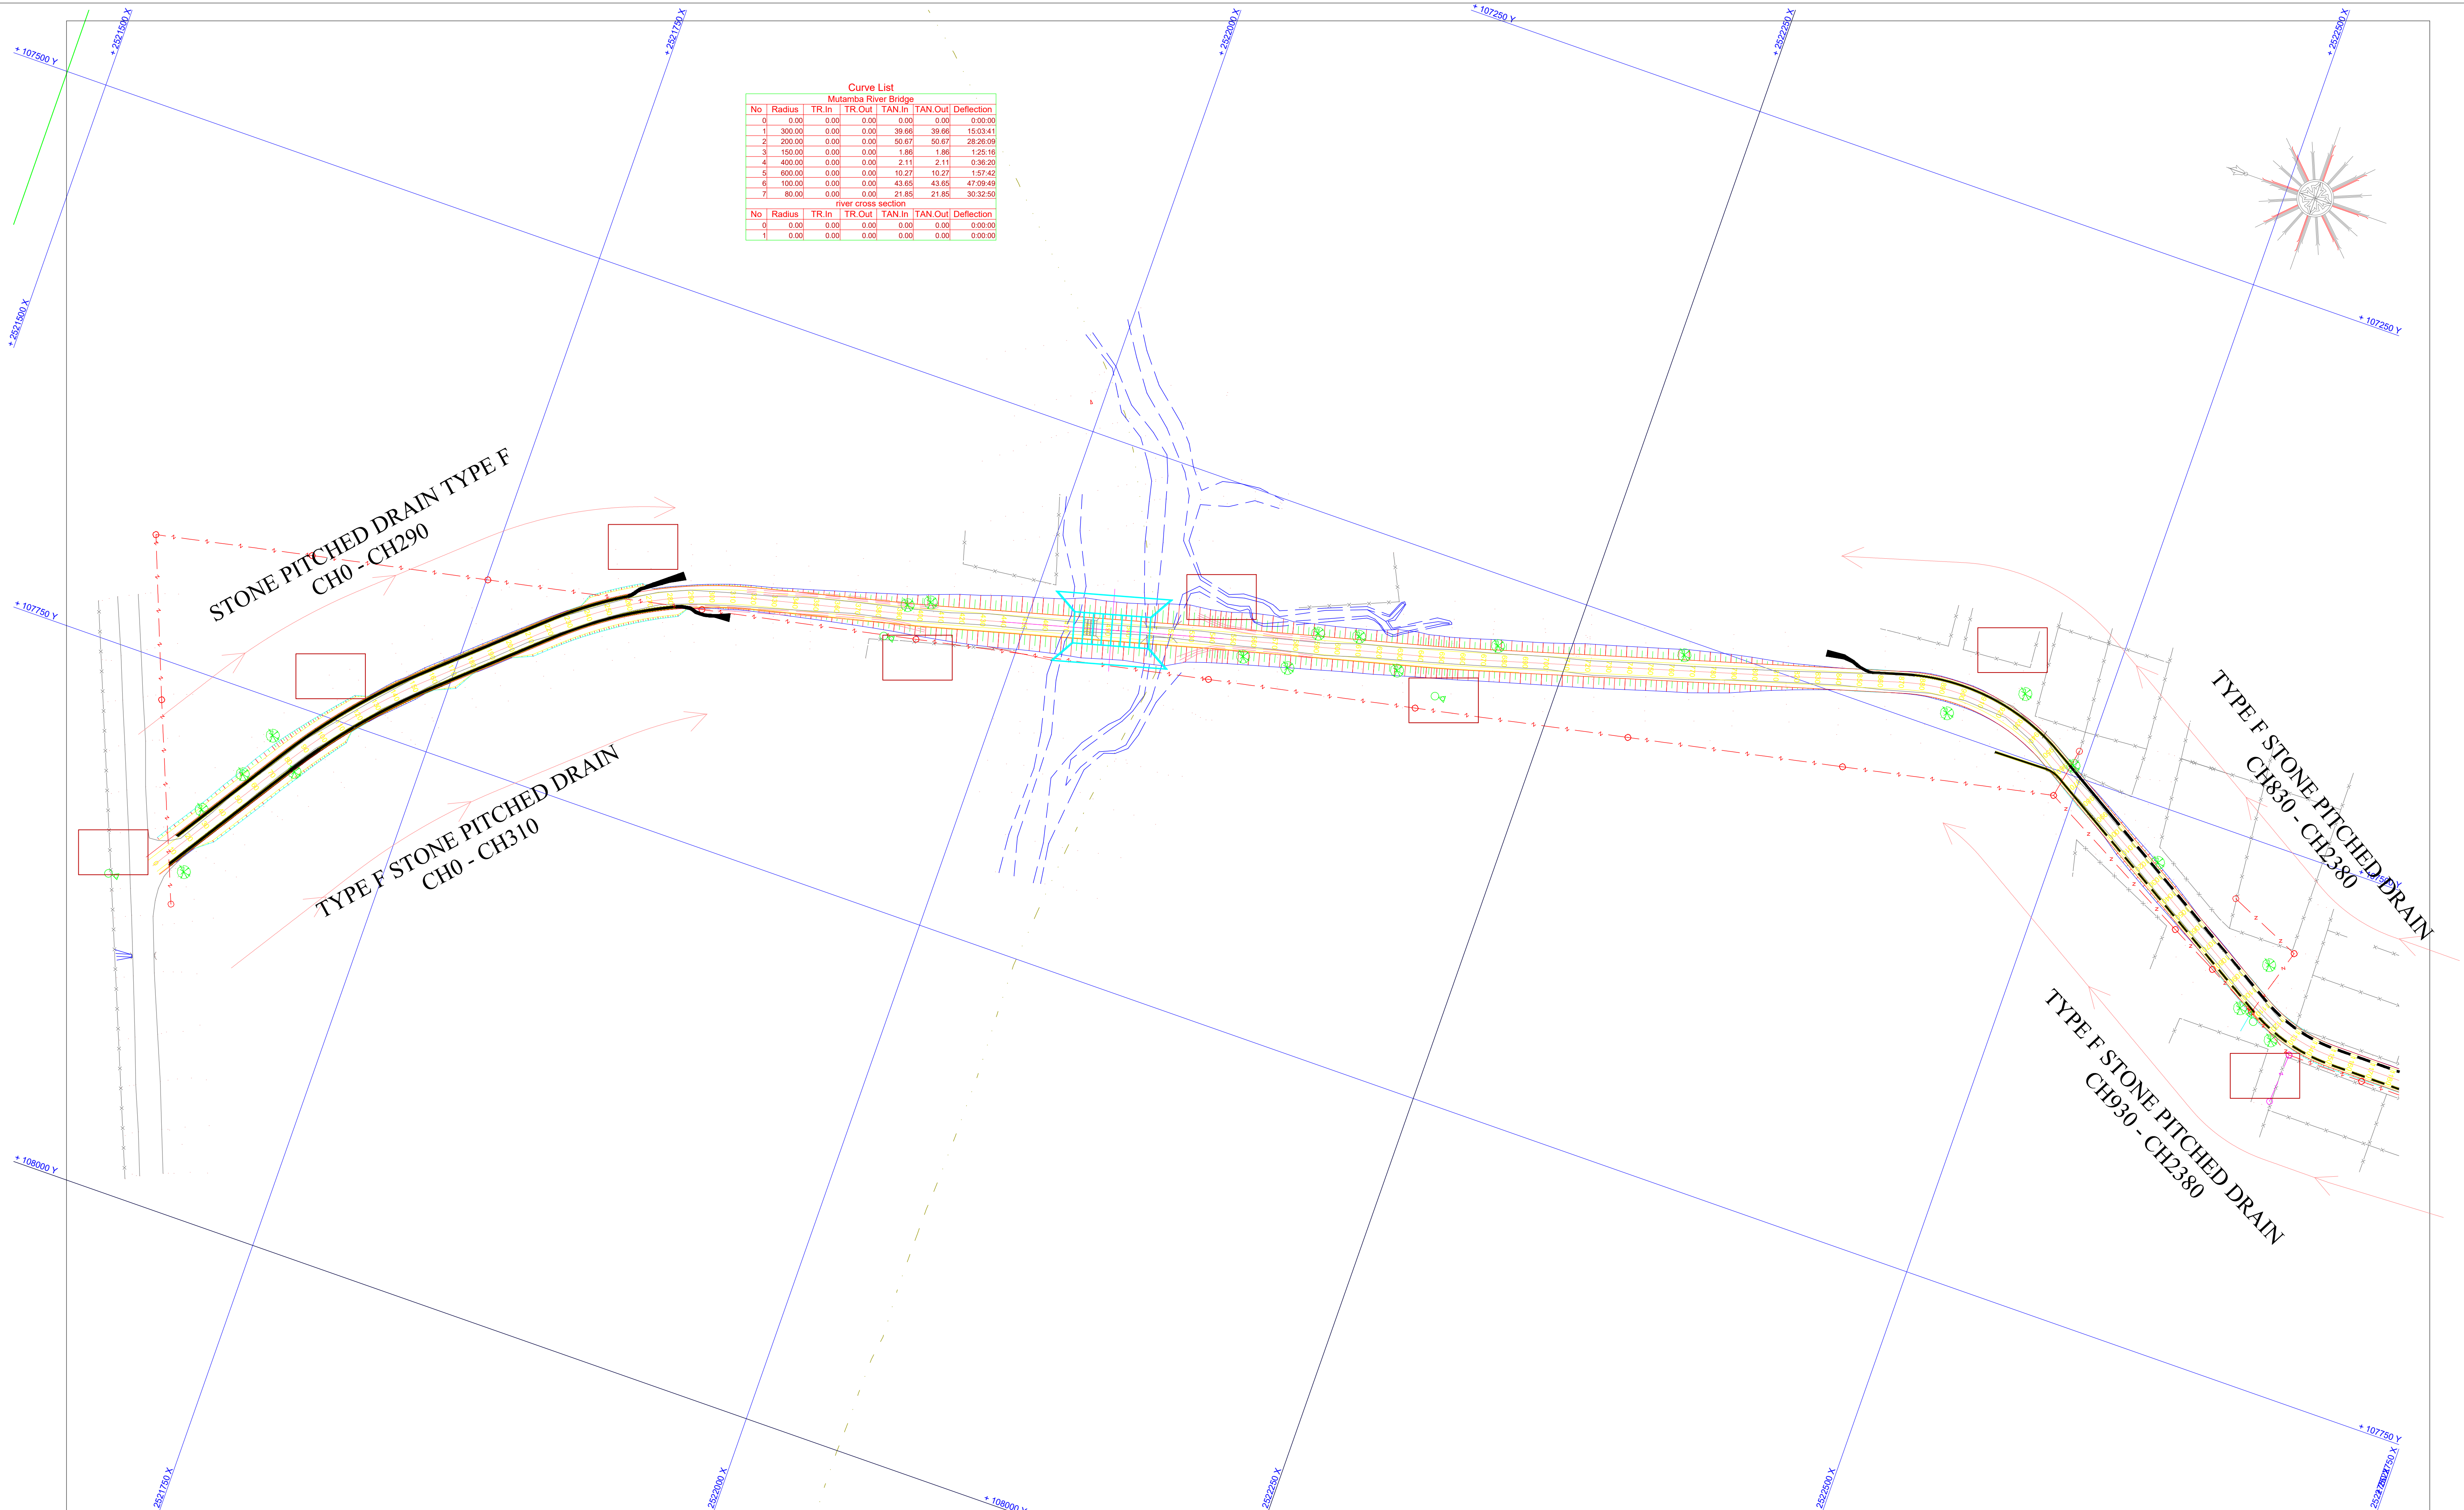 + 2521500 X
+ 2521750 X
+ 2522000 X
+ 107250 Y
+ 2522250 X
+ 2522500 X
+ 107500 Y
Curve List
Mutamba River Bridge
No Radius TR.In TR.Out TAN.In TAN.Out Deflection
0 0.00 0.00 0.00 0.00 0.00 0:00:00
1 300.00 0.00 0.00 39.66 39.66 15:03:41
2 200.00 0.00 0.00 50.67 50.67 28:26:09
3 150.00 0.00 0.00 1.86 1.86 1:25:16
4 400.00 0.00 0.00 2.11 2.11 0:36:20
5 600.00 0.00 0.00 10.27 10.27 1:57:42
6 100.00 0.00 0.00 43.65 43.65 47:09:49
7 80.00 0.00 0.00 21.85 21.85 30:32:50
river cross section
No Radius TR.In TR.Out TAN.In TAN.Out Deflection
0 0.00 0.00 0.00 0.00 0.00 0:00:00
1 0.00 0.00 0.00 0.00 0.00 0:00:00
+ 2521500 X
+ 107250 Y
STONE PITCHED DRAIN TYPE F
CH0 - CH290
+ 107750 Y
TYPE F STONE PITCHED DRAIN
CH0 - CH310
TYPE F STONE PITCHED DRAIN
CH830 - CH2380
+ 107500 Y
TYPE F STONE PITCHED DRAIN
CH930 - CH2380
+ 108000 Y
+ 107750 Y
2521750 X
2522000 X
+ 108000 Y
2522250 X
2522500 X